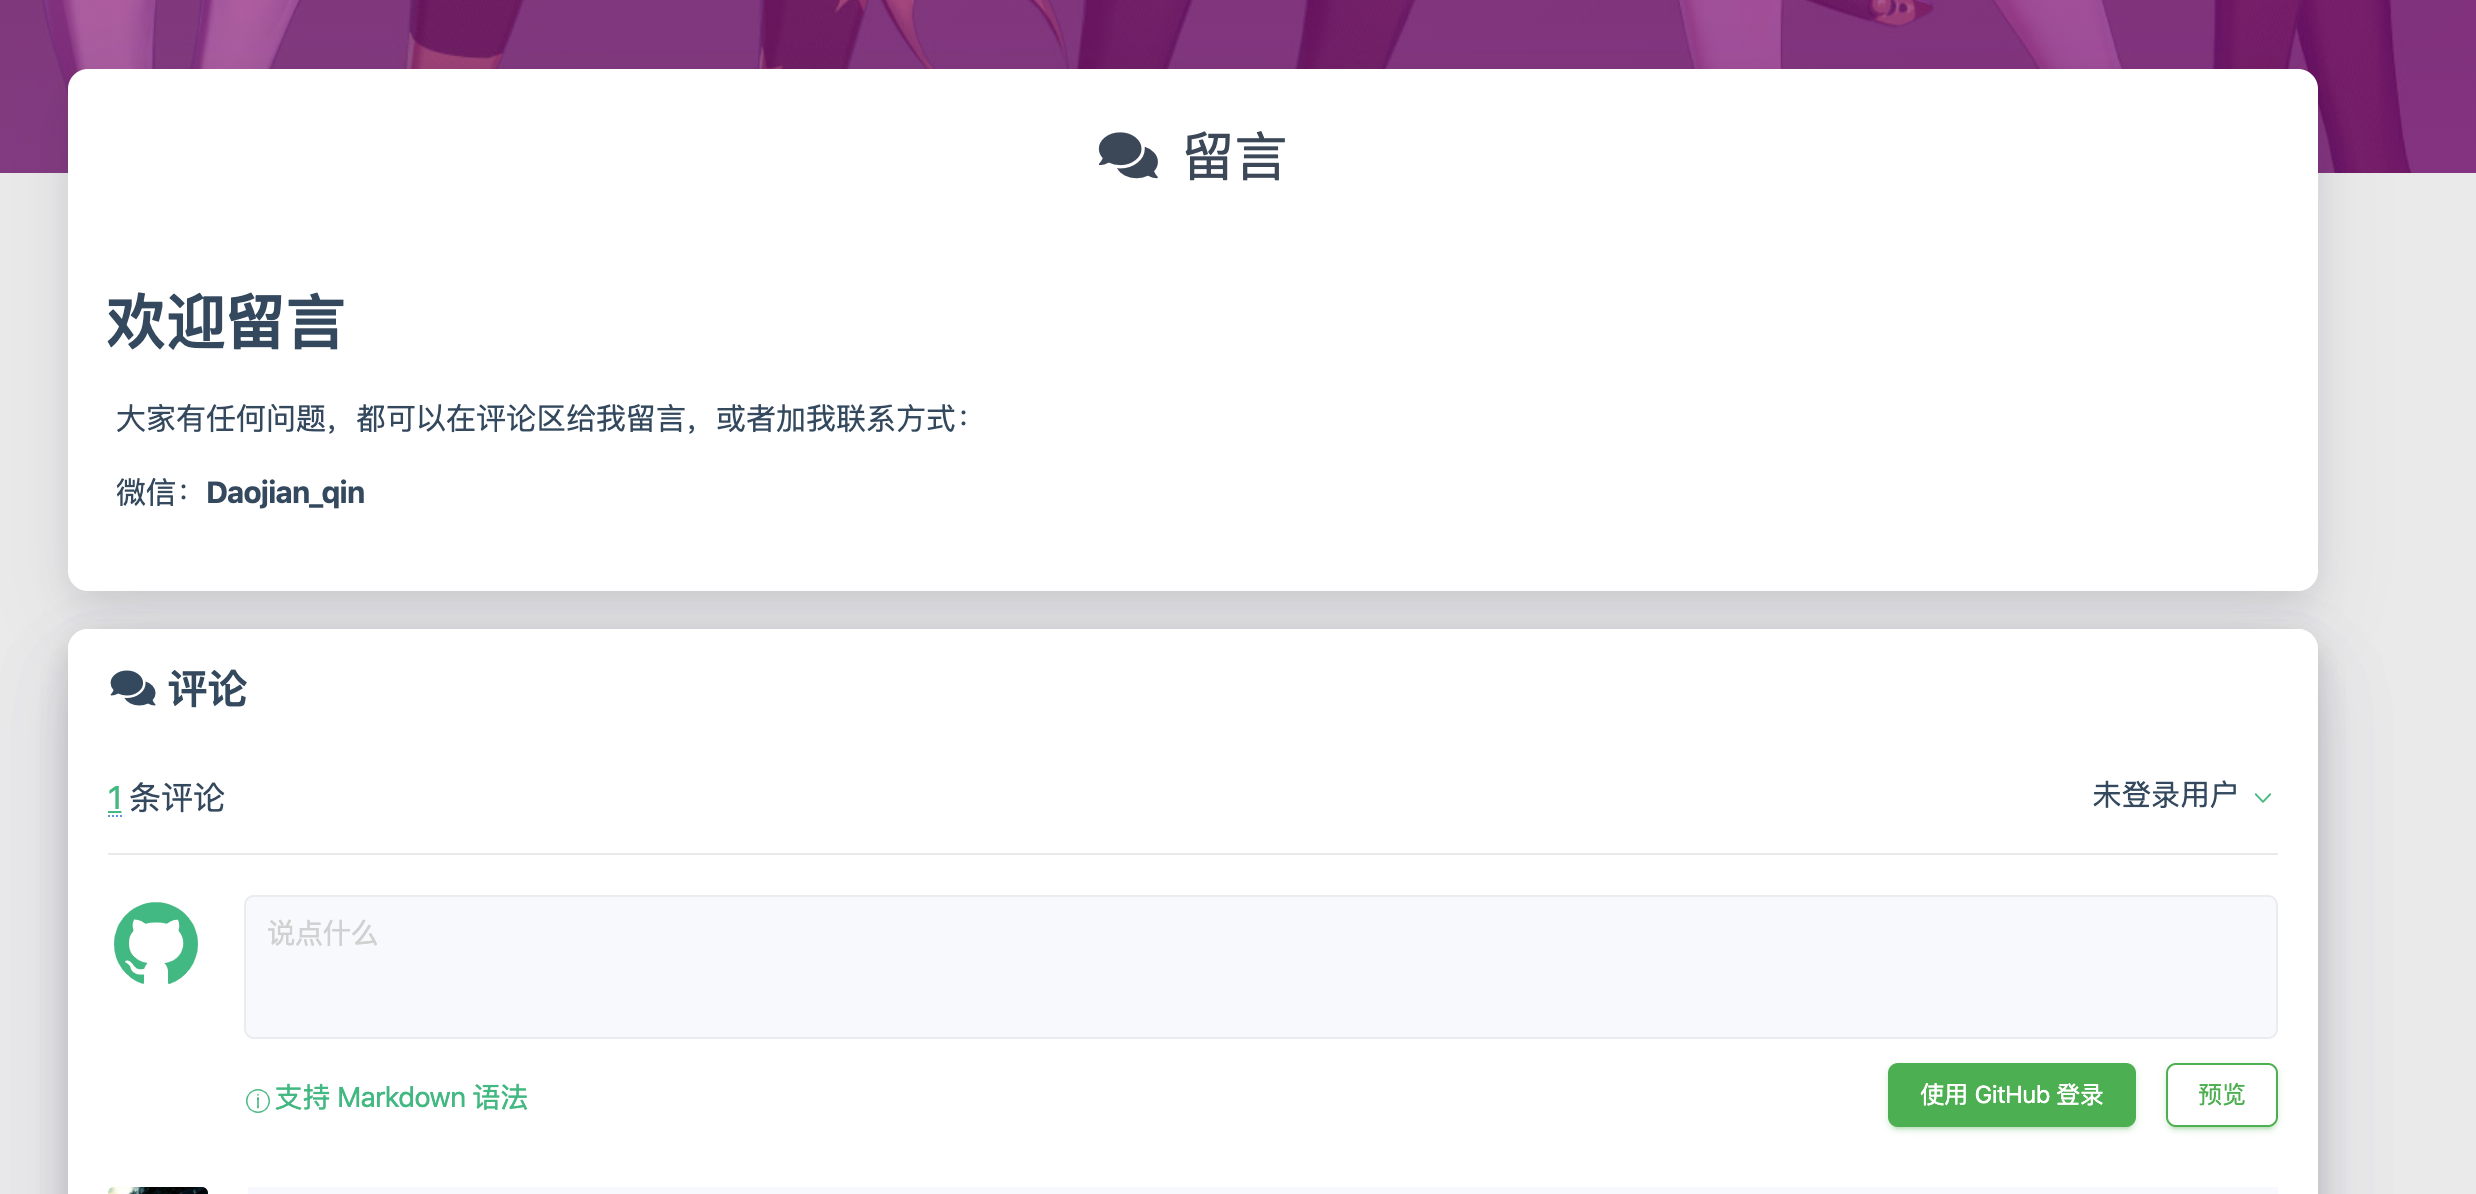 留言
欢迎留言
大家有任何问题，都可以在评论区给我留言，或者加我联系方式：
微信：Daojian_qin
评论
1 条评论
未登录用户
说点什么
支持 Markdown 语法
使用 GitHub 登录
预览